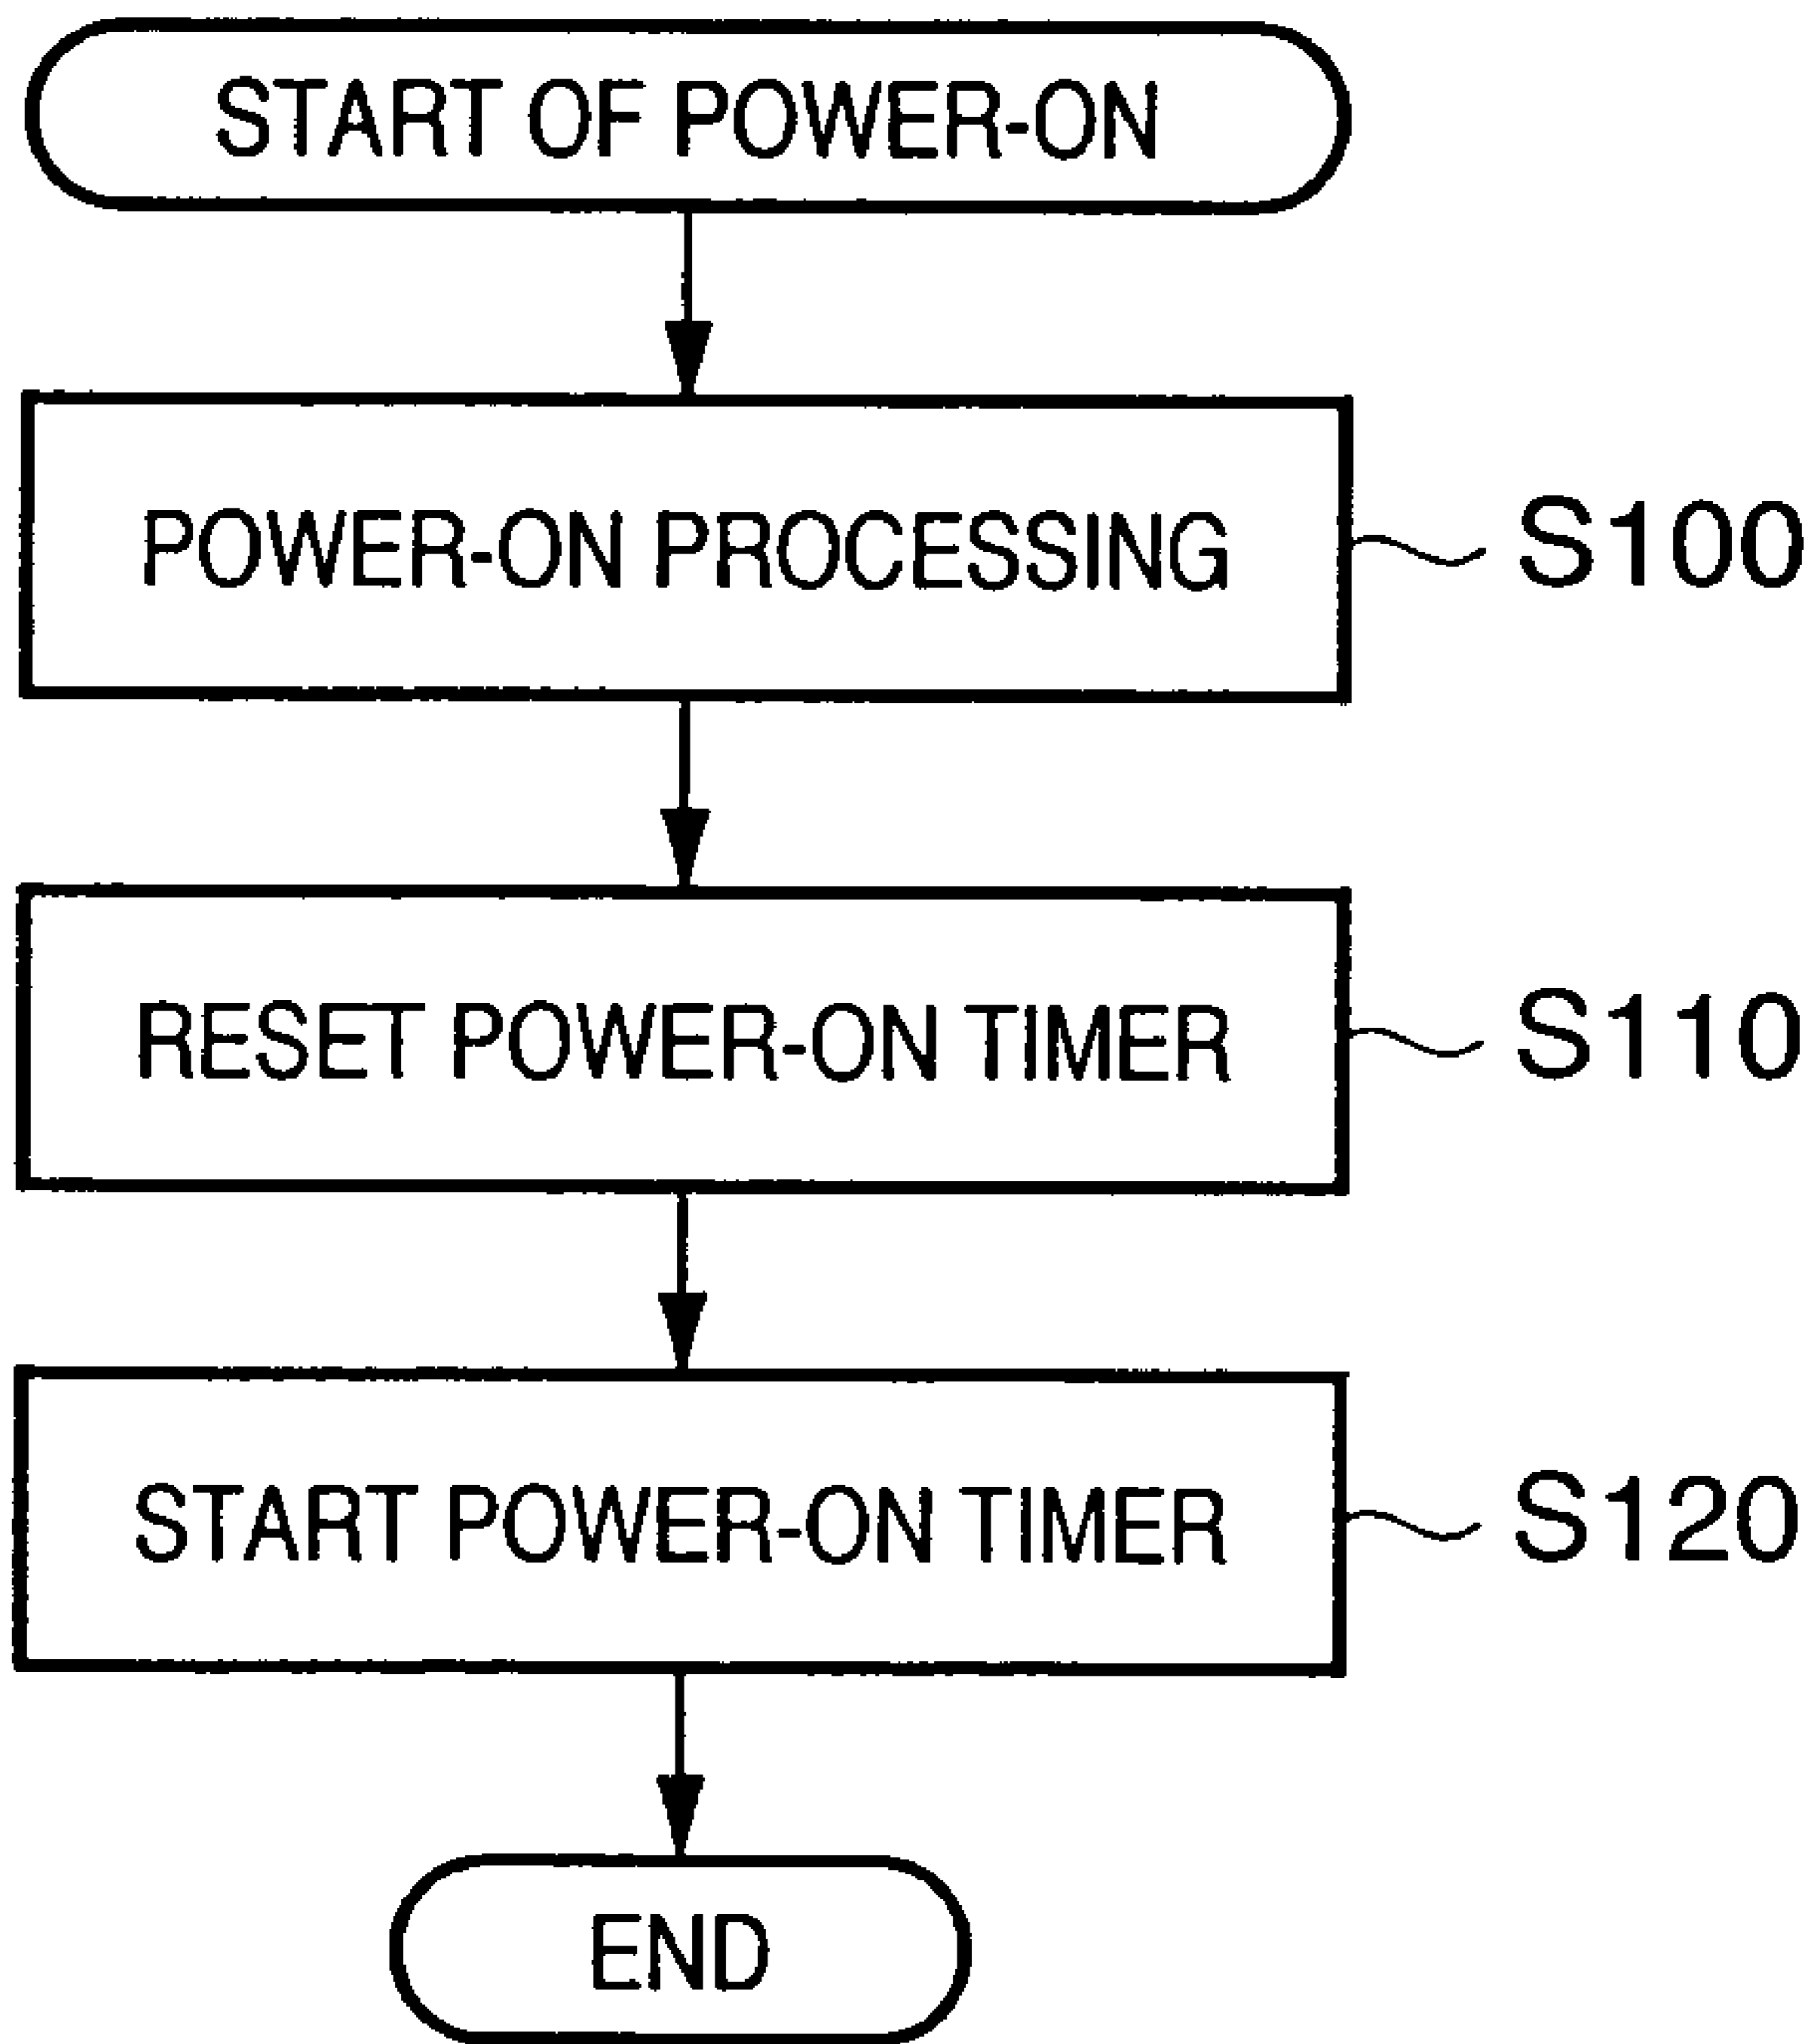 START OF POWER-ON
POWER-ON PROCESSING
S100
RESET POWER-ON TIMER
S110
START POWER-ON TIMER
S120
END